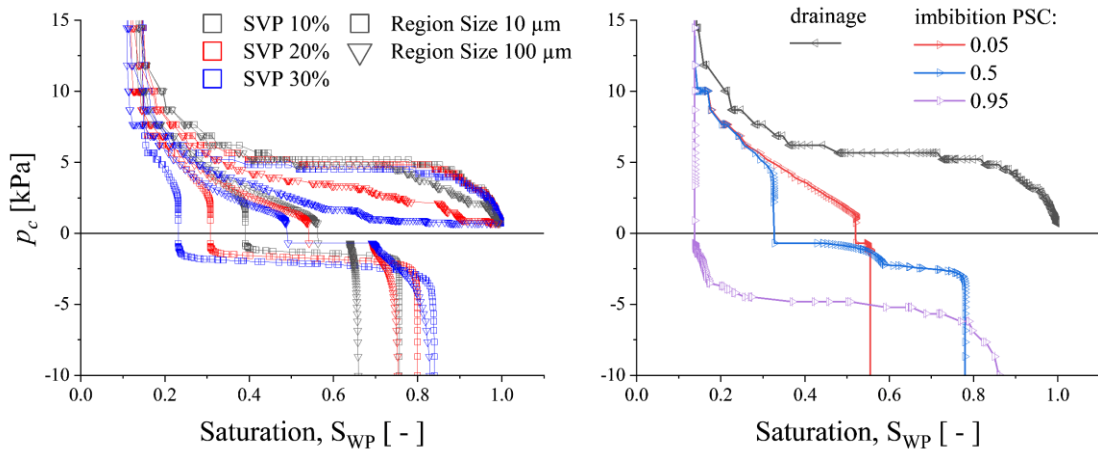 SVP 10%
SVP 20%
SVP 30%
Region Size 10 µm
Region Size 100 µm
15
10
5
0
-5
-10
p_c [kPa]
0.0
0.2
0.4
0.6
0.8
1.0
Saturation, S_WP [ - ]
drainage
imbibition PSC:
0.05
0.5
0.95
15
10
5
0
-5
-10
0.0
0.2
0.4
0.6
0.8
1.0
Saturation, S_WP [ - ]